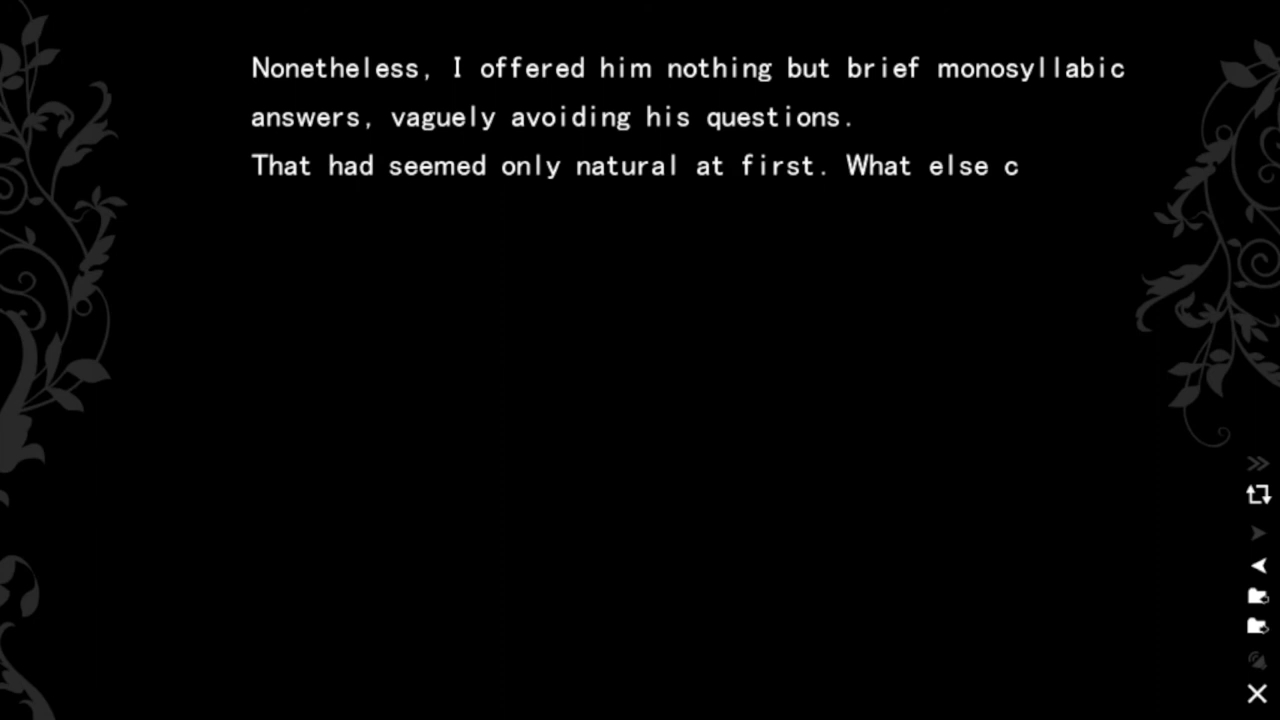 Nonetheless, I offered him nothing but brief monosyllabic
answers, vaguely avoiding his questions.
That had seemed only natural at first. What else c